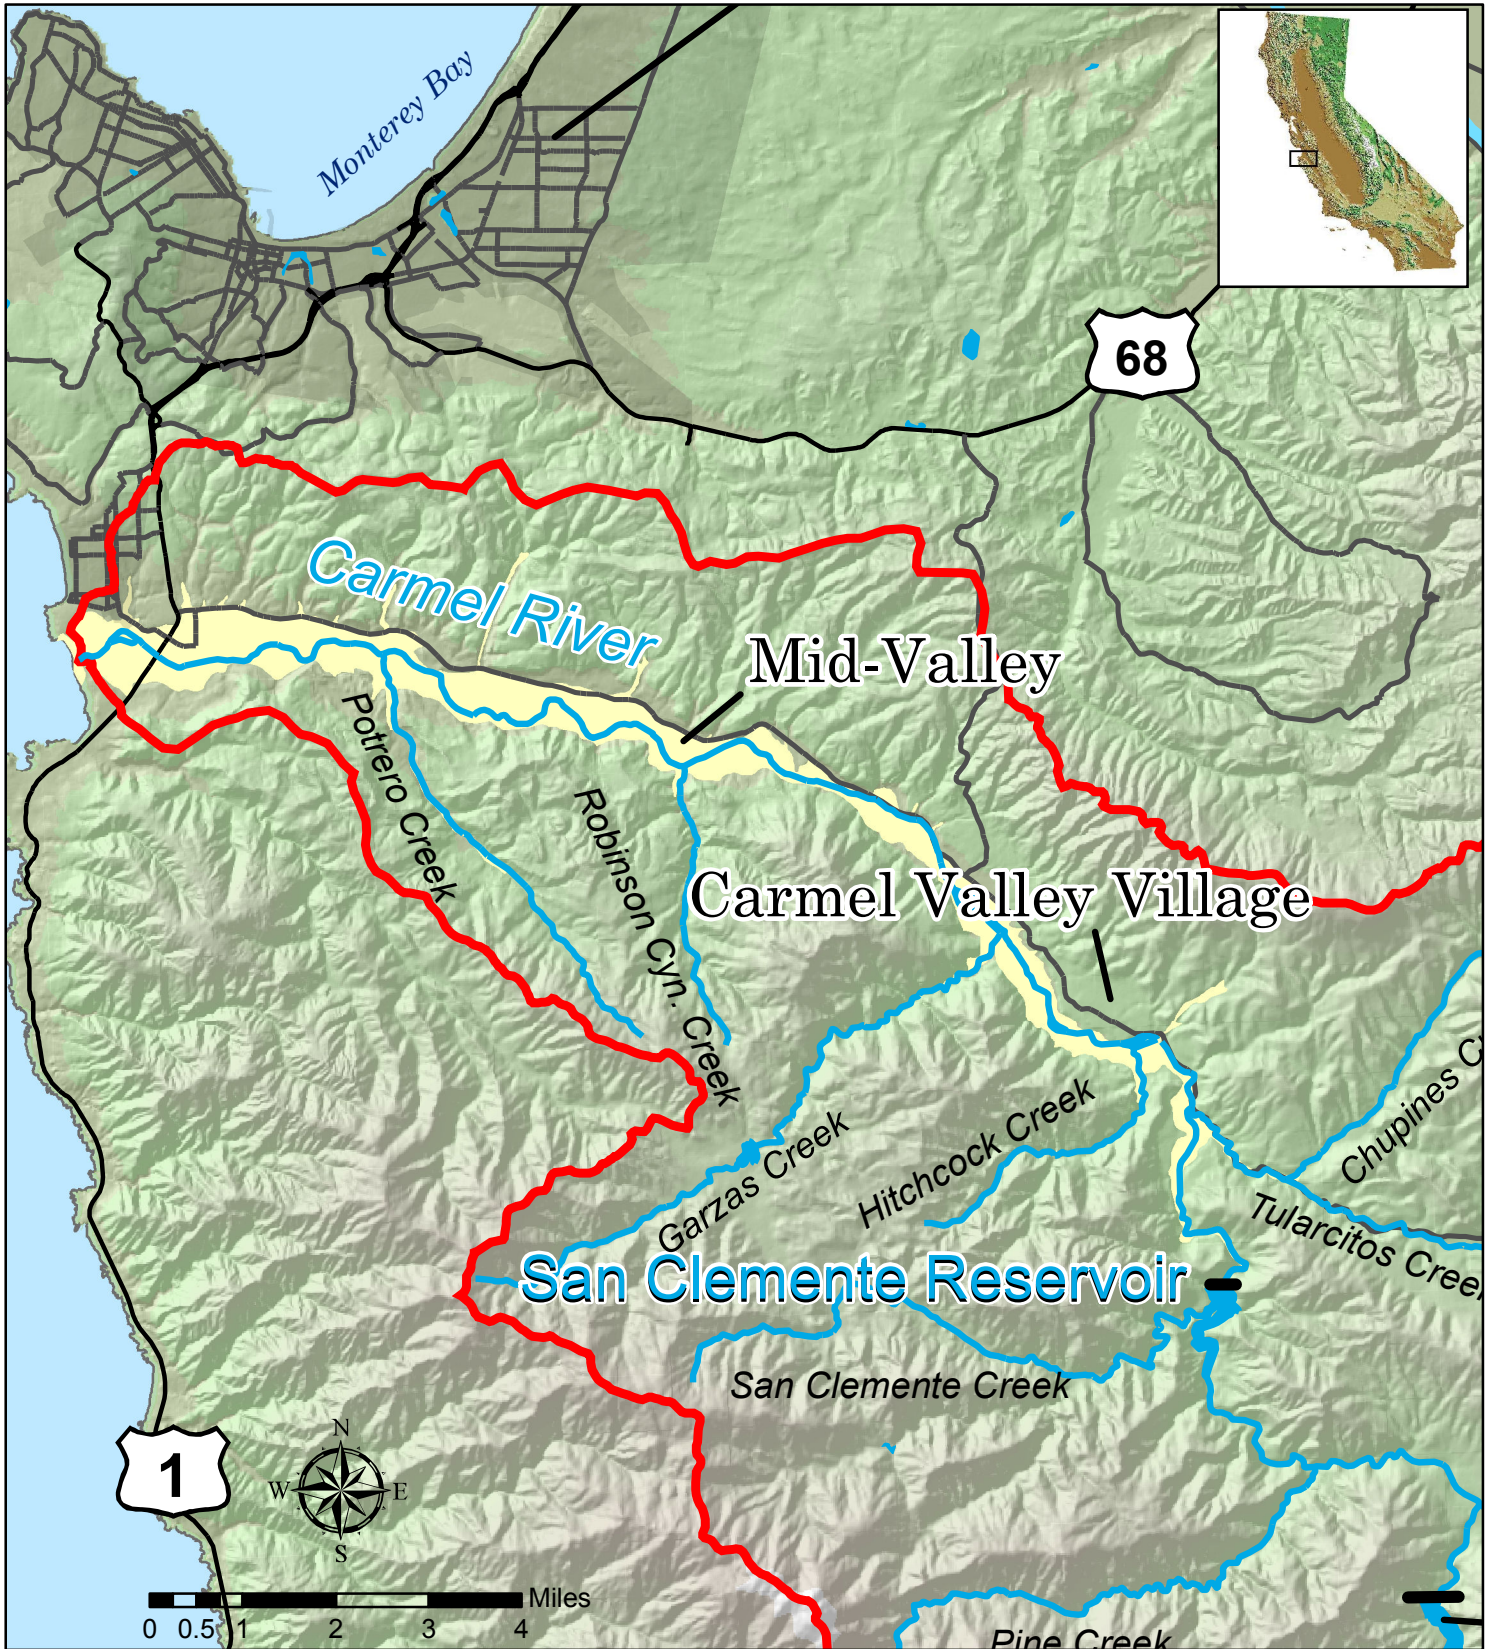 Monterey Bay
68
Carmel River
Mid-Valley
Potrero Creek
Robinson Cyn. Creek
Carmel Valley Village
Chupines C
Garzas Creek
Hitchcock Creek
Tularcitos Creek
San Clemente Reservoir
San Clemente Creek
1
N
W E
S
Miles
0 0.5 1 2 3 4
Pine Creek